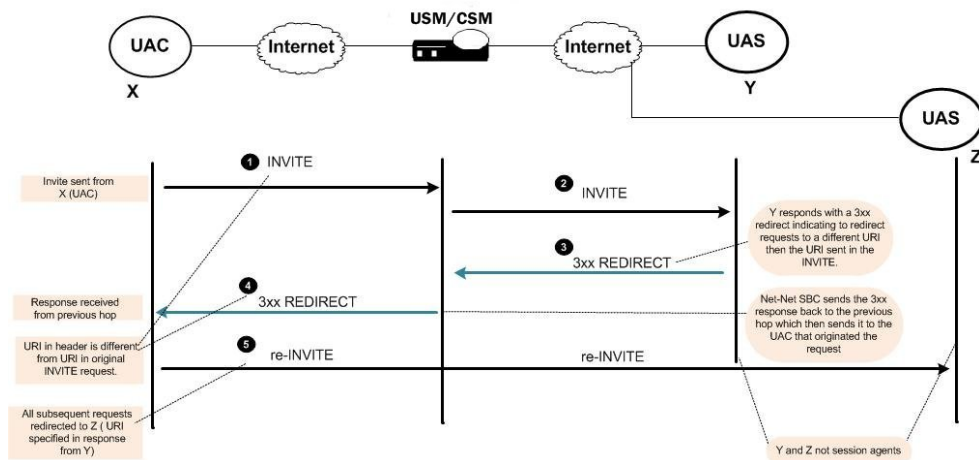 USM/CSM
UAC
Internet
Internet
UAS
X
Y
UAS
Z
1 INVITE
Invite sent from
X (UAC)
2 INVITE
Y responds with a 3xx
redirect indicating to redirect
requests to a different URI
then the URI sent in the
INVITE.
3
3xx REDIRECT
4
3xx REDIRECT
Response received
from previous hop
Net-Net SBC sends the 3xx
response back to the previous
hop which then sends it to the
UAC that originated the
request
URI in header is different
from URI in original
INVITE request.
5
re-INVITE
re-INVITE
All subsequent requests
redirected to Z ( URI
specified in response
from Y)
Y and Z not session agents